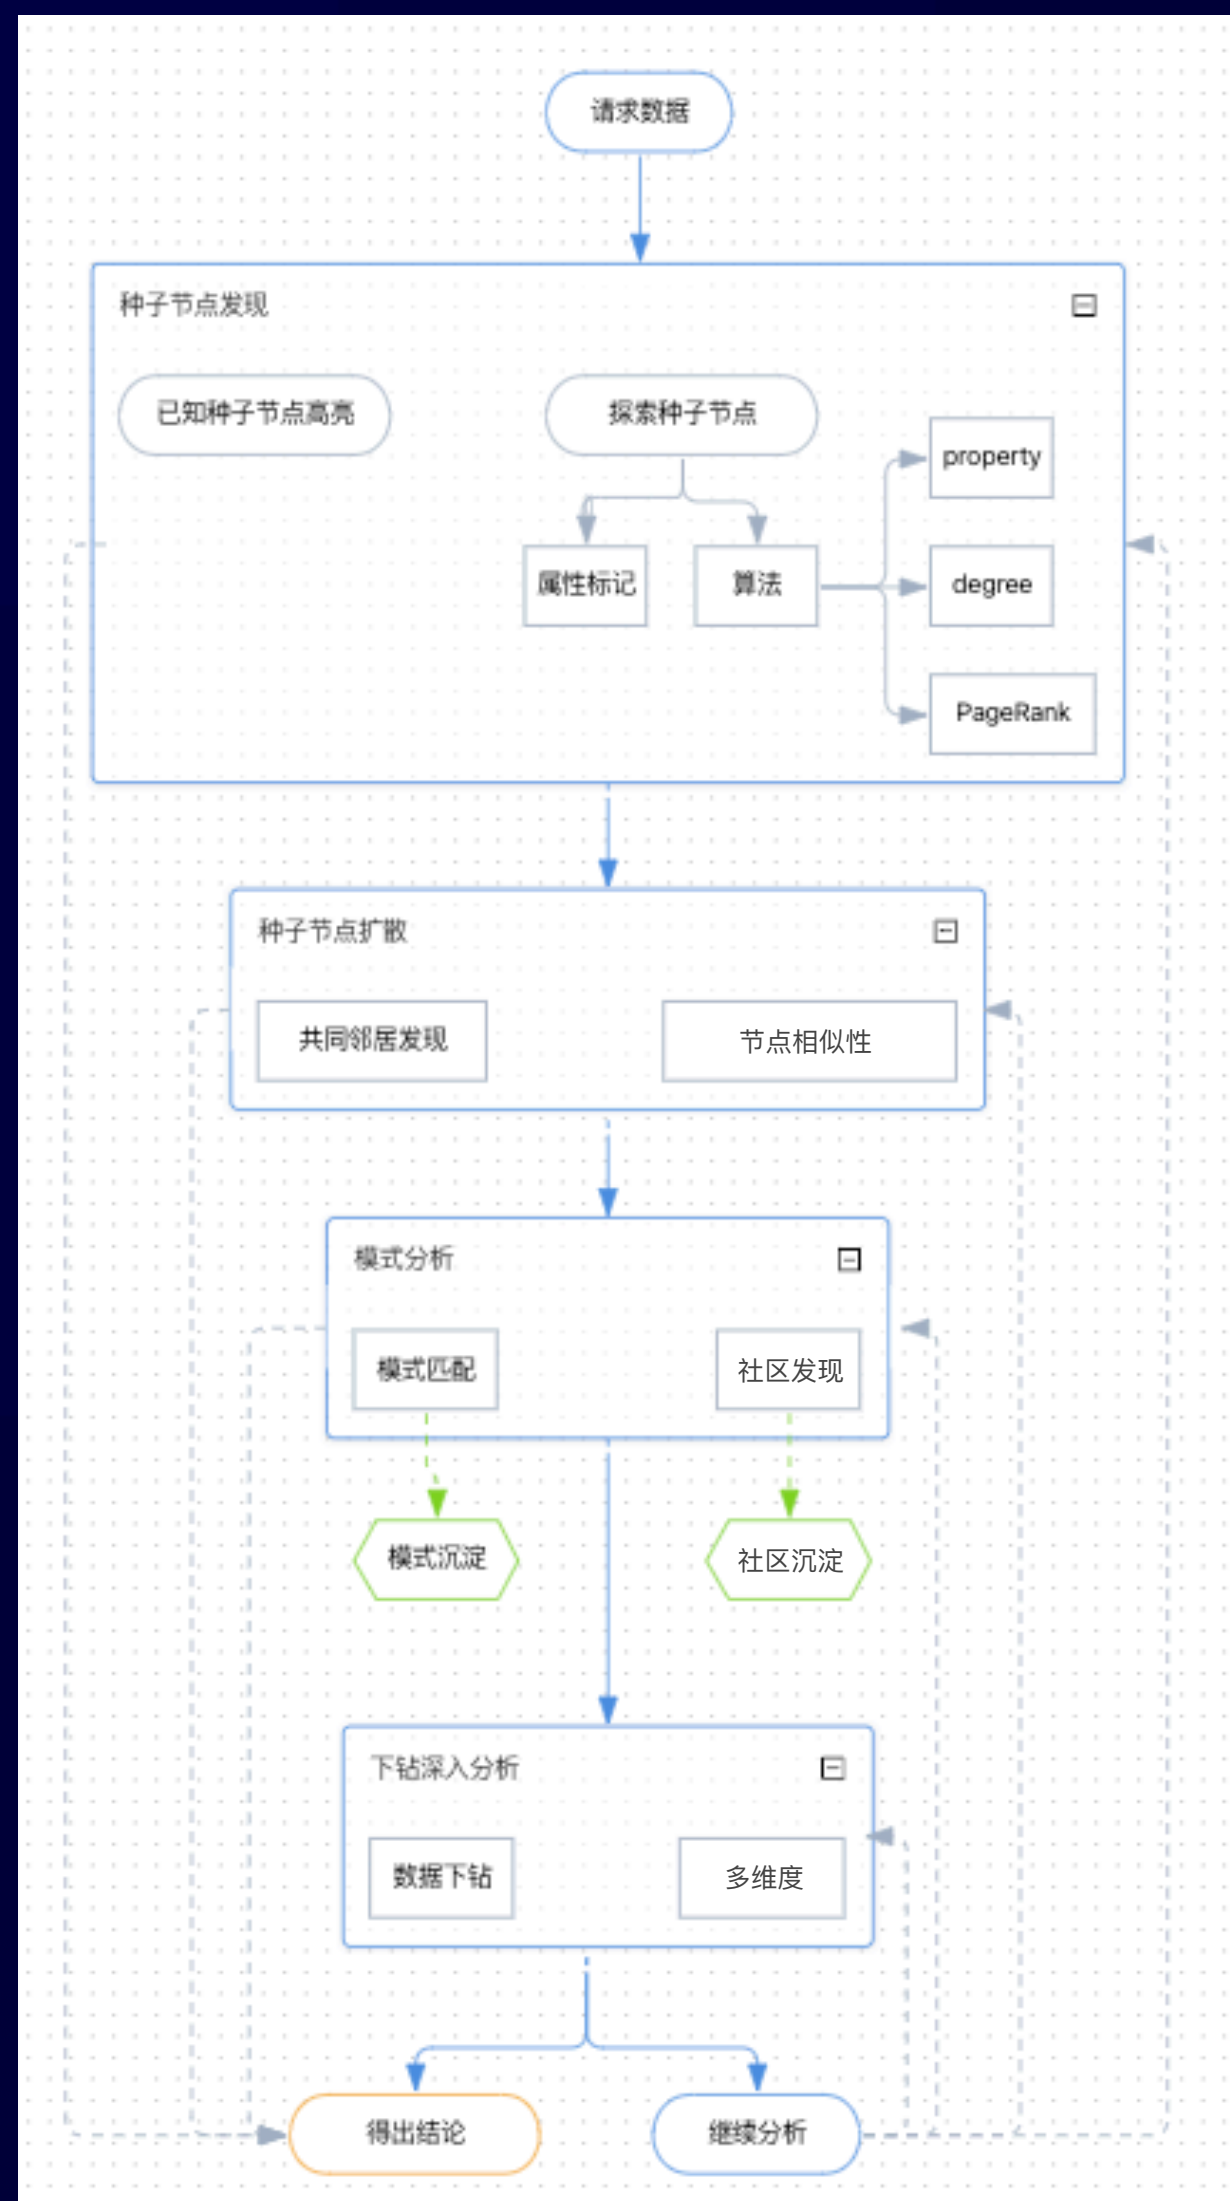 请求数据
种子节点发现
已知种子节点高亮
探索种子节点
property
属性标记
算法
degree
PageRank
种子节点扩散
共同邻居发现
节点相似性
模式分析
模式匹配
社区发现
模式沉淀
社区沉淀
下钻深入分析
数据下钻
多维度
得出结论
继续分析